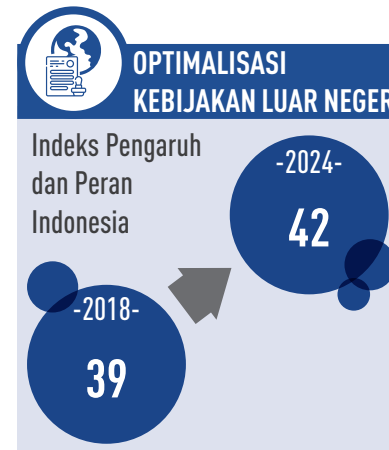 OPTIMALISASI
KEBIJAKAN LUAR NEGER
Indeks Pengaruh
dan Peran
Indonesia
-2024-
42
-2018-
39